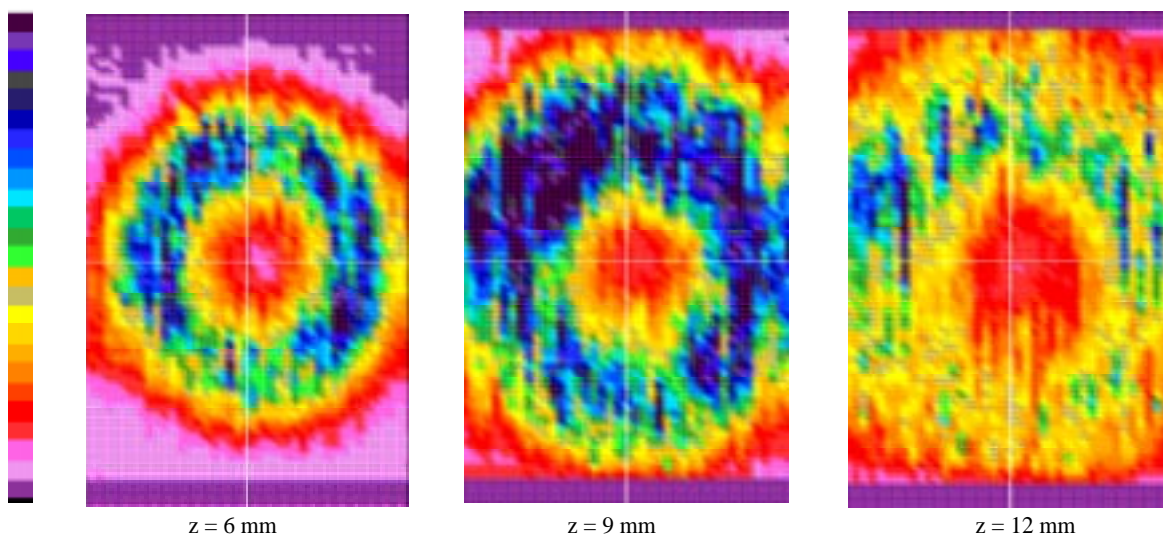 z = 6 mm
z = 9 mm
z = 12 mm